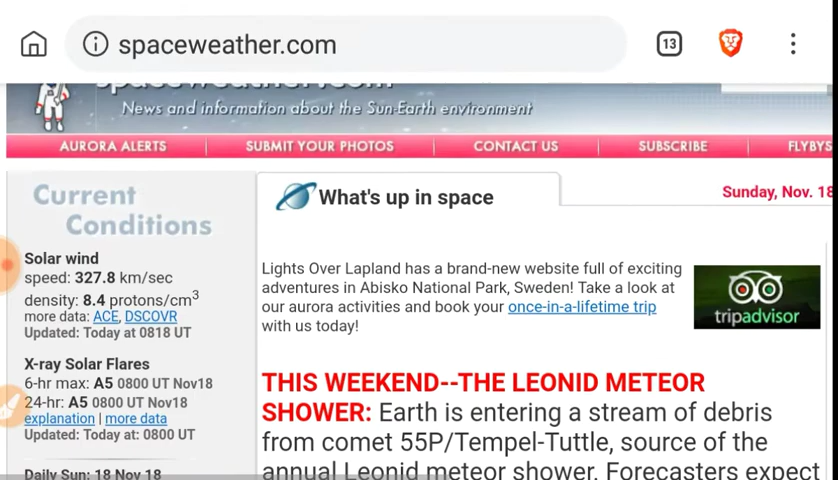 spaceweather.com
13
spaceweather.com
News and information about the Sun-Earth environment
AURORA ALERTS
SUBMIT YOUR PHOTOS
CONTACT US
SUBSCRIBE
FLYBYS
Current
Conditions
Solar wind
speed: 327.8 km/sec
density: 8.4 protons/cm3
more data: ACE, DSCOVR
Updated: Today at 0818 UT
X-ray Solar Flares
6-hr max: A5 0800 UT Nov18
24-hr: A5 0800 UT Nov18
explanation | more data
Updated: Today at: 0800 UT
Daily Sun: 18 Nov 18
What's up in space
Sunday, Nov. 18
Lights Over Lapland has a brand-new website full of exciting
adventures in Abisko National Park, Sweden! Take a look at
our aurora activities and book your once-in-a-lifetime trip
with us today!
tripadvisor
THIS WEEKEND--THE LEONID METEOR
SHOWER: Earth is entering a stream of debris
from comet 55P/Tempel-Tuttle, source of the
annual Leonid meteor shower. Forecasters expect